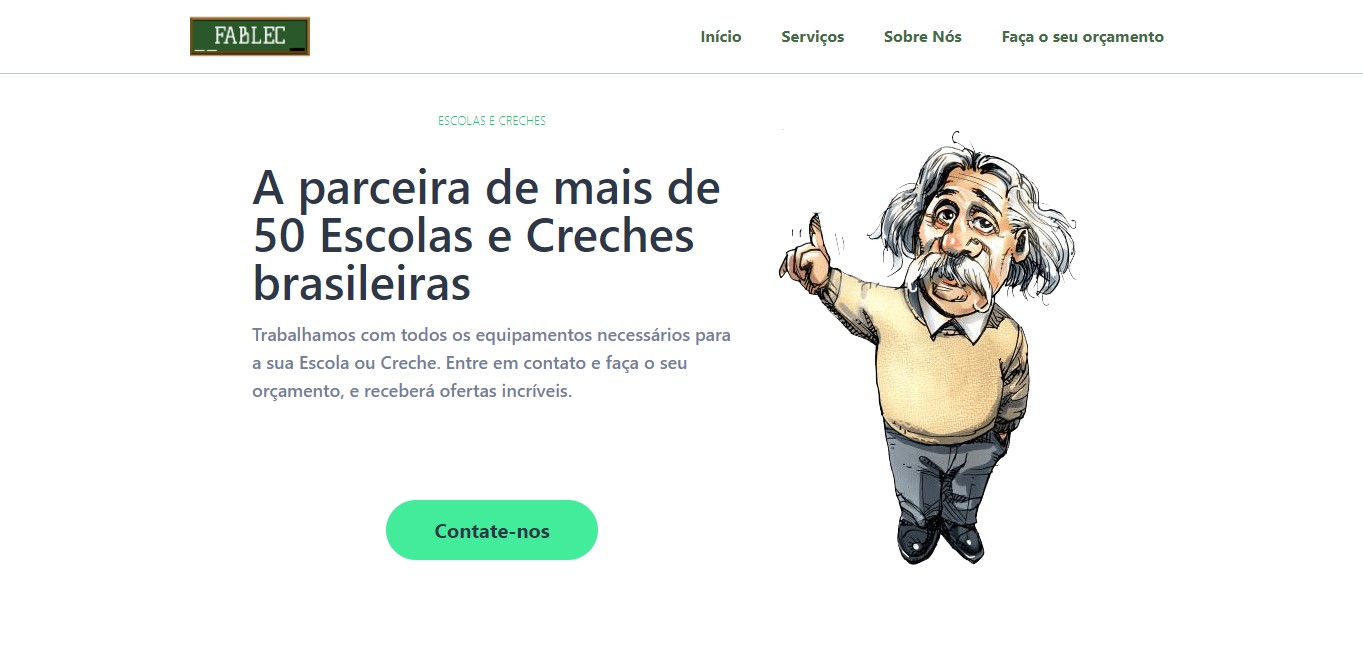 FABLEC
Início
Serviços
Sobre Nós
Faça o seu orçamento
ESCOLAS E CRECHES
A parceira de mais de
50 Escolas e Creches
brasileiras
Trabalhamos com todos os equipamentos necessários para
a sua Escola ou Creche. Entre em contato e faça o seu
orçamento, e receberá ofertas incríveis.
Contate-nos